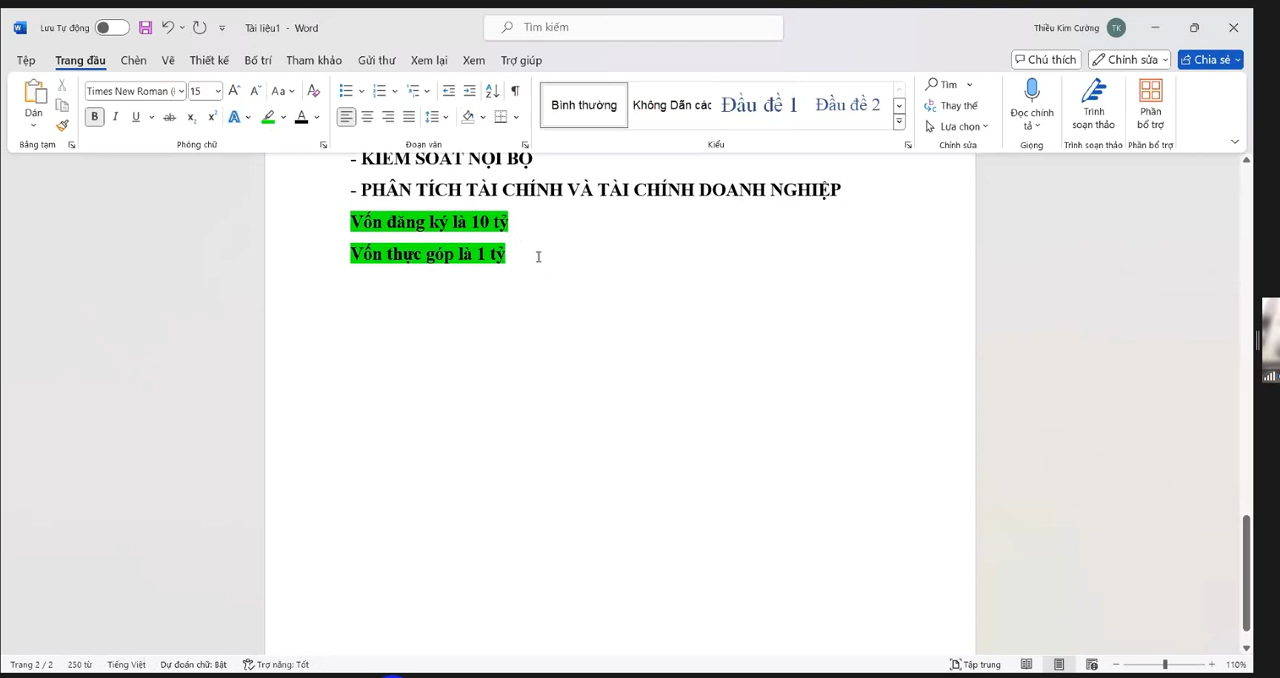 Lưu Tự động
Tài liệu1 - Word
Tìm kiếm
Thiều Kim Cường
TK
Tệp Trang đầu Chèn Vẽ Thiết kế Bố trí Tham khảo Gửi thư Xem lại Xem Trợ giúp
Chú thích Chỉnh sửa Chia sẻ
Dán
Times New Roman ( 15
Bình thường Không Dãn các Đầu đề 1 Đầu đề 2
Tìm
Thay thế
Lựa chọn
Đọc chính tả
Trình soạn thảo
Phần bổ trợ
Bảng tạm Phông chữ Đoạn văn Kiểu Chỉnh sửa Giọng Trình soạn thảo Phần bổ trợ
- KIỂM SOÁT NỘI BỘ
- PHÂN TÍCH TÀI CHÍNH VÀ TÀI CHÍNH DOANH NGHIỆP
Vốn đăng ký là 10 tỷ
Vốn thực góp là 1 tỷ
Trang 2 / 2 250 từ Tiếng Việt Dự đoán chữ: Bật Trợ năng: Tốt Tập trung 110%